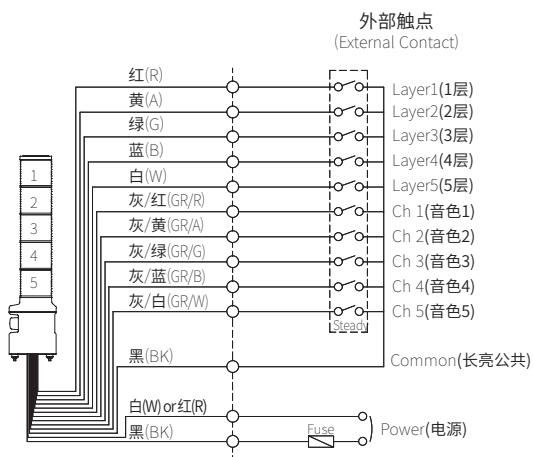 外部触点
(External Contact)
红(R)
Layer1(1层)
黄(A)
Layer2(2层)
绿(G)
Layer3(3层)
蓝(B)
Layer4(4层)
白(W)
Layer5(5层)
灰/红(GR/R)
Ch 1(音色1)
灰/黄(GR/A)
Ch 2(音色2)
灰/绿(GR/G)
Ch 3(音色3)
灰/蓝(GR/B)
Ch 4(音色4)
灰/白(GR/W)
Ch 5(音色5)
Steady
1
2
3
4
5
黑(BK)
Common(长亮公共)
白(W) or 红(R)
黑(BK)
Fuse
Power(电源)